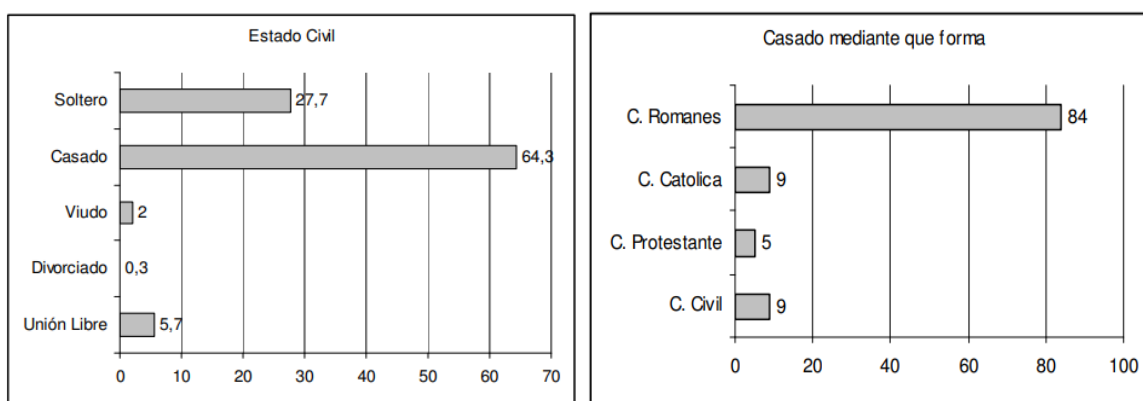 Estado Civil
Soltero
27,7
Casado
64,3
Viudo
2
Divorciado
0,3
Unión Libre
5,7
0 10 20 30 40 50 60 70
Casado mediante que forma
C. Romanes
84
C. Catolica
9
C. Protestante
5
C. Civil
9
0 20 40 60 80 100